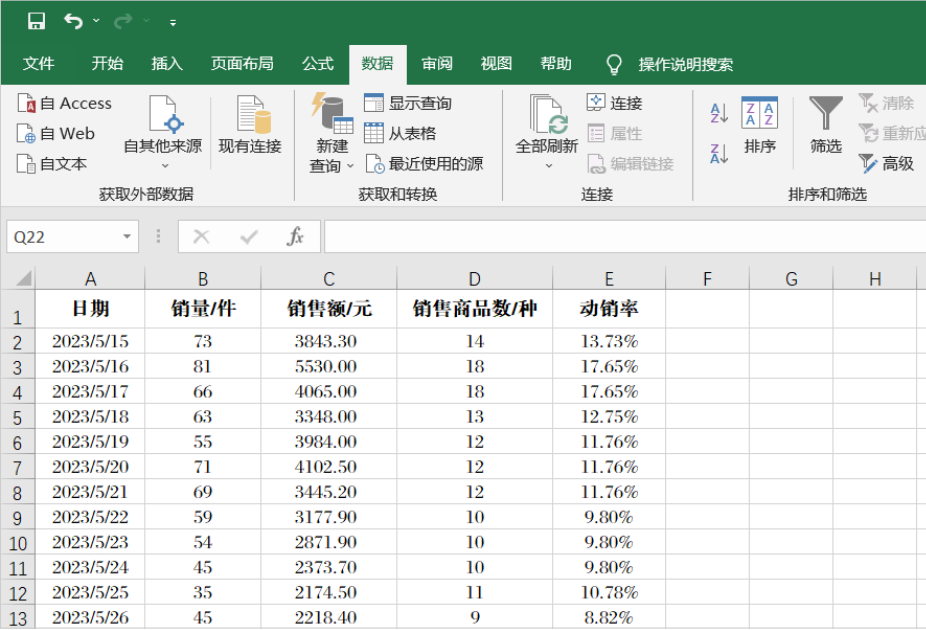 文件 开始 插入 页面布局 公式 数据 审阅 视图 帮助 操作说明搜索
自 Access 显示查询 连接 清除
自 Web 自其他来源 现有连接 新建查询 从表格 全部刷新 属性 排序 筛选 重新应
自文本 最近使用的源 编辑链接 高级
获取外部数据 获取和转换 连接 排序和筛选
Q22 fx
A B C D E F G H
1 日期 销量/件 销售额/元 销售商品数/种 动销率
2 2023/5/15 73 3843.30 14 13.73%
3 2023/5/16 81 5530.00 18 17.65%
4 2023/5/17 66 4065.00 18 17.65%
5 2023/5/18 63 3348.00 13 12.75%
6 2023/5/19 55 3984.00 12 11.76%
7 2023/5/20 71 4102.50 12 11.76%
8 2023/5/21 69 3445.20 12 11.76%
9 2023/5/22 59 3177.90 10 9.80%
10 2023/5/23 54 2871.90 10 9.80%
11 2023/5/24 45 2373.70 10 9.80%
12 2023/5/25 35 2174.50 11 10.78%
13 2023/5/26 45 2218.40 9 8.82%